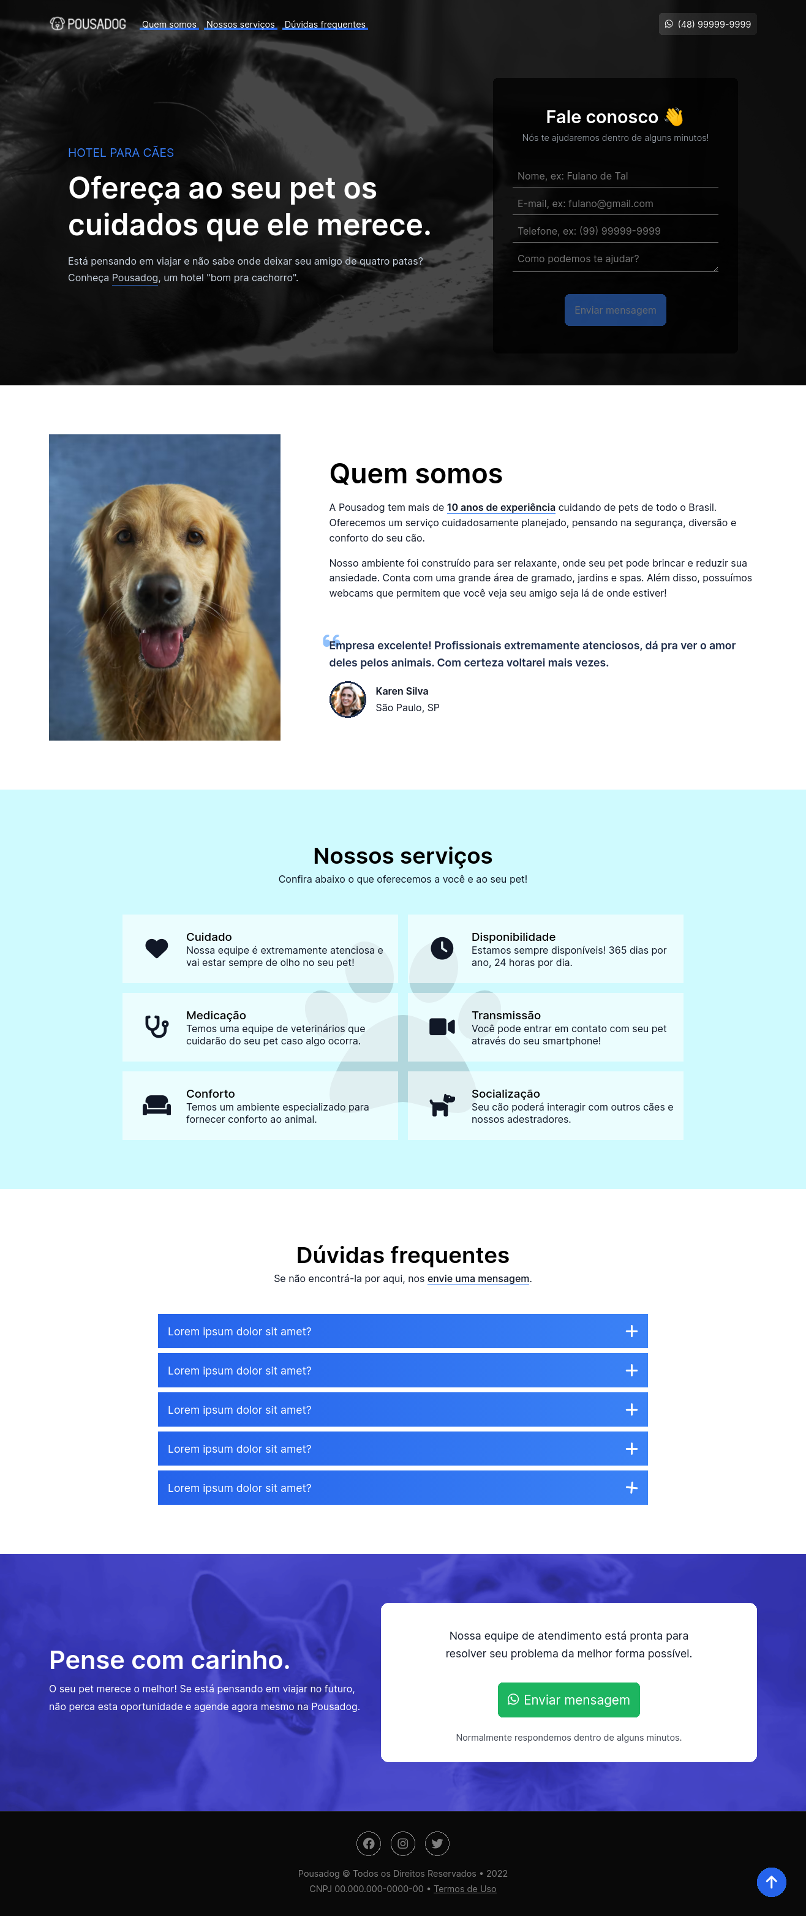 POUSADOG
Quem somos
Nossos serviços
Dúvidas frequentes
(48) 99999-9999
HOTEL PARA CÃES
Ofereça ao seu pet os
cuidados que ele merece.
Está pensando em viajar e não sabe onde deixar seu amigo de quatro patas?
Conheça Pousadog, um hotel "bom pra cachorro".
Fale conosco 👋
Nós te ajudaremos dentro de alguns minutos!
Nome, ex: Fulano de Tal
E-mail, ex: fulano@gmail.com
Telefone, ex: (99) 99999-9999
Como podemos te ajudar?
Enviar mensagem
Quem somos
A Pousadog tem mais de 10 anos de experiência cuidando de pets de todo o Brasil.
Oferecemos um serviço cuidadosamente planejado, pensando na segurança, diversão e
conforto do seu cão.
Nosso ambiente foi construído para ser relaxante, onde seu pet pode brincar e reduzir sua
ansiedade. Conta com uma grande área de gramado, jardins e spas. Além disso, possuímos
webcams que permitem que você veja seu amigo seja lá de onde estiver!
Empresa excelente! Profissionais extremamente atenciosos, dá pra ver o amor
deles pelos animais. Com certeza voltarei mais vezes.
Karen Silva
São Paulo, SP
Nossos serviços
Confira abaixo o que oferecemos a você e ao seu pet!
Cuidado
Nossa equipe é extremamente atenciosa e
vai estar sempre de olho no seu pet!
Disponibilidade
Estamos sempre disponíveis! 365 dias por
ano, 24 horas por dia.
Medicação
Temos uma equipe de veterinários que
cuidarão do seu pet caso algo ocorra.
Transmissão
Você pode entrar em contato com seu pet
através do seu smartphone!
Conforto
Temos um ambiente especializado para
fornecer conforto ao animal.
Socialização
Seu cão poderá interagir com outros cães e
nossos adestradores.
Dúvidas frequentes
Se não encontrá-la por aqui, nos envie uma mensagem.
Lorem ipsum dolor sit amet?
Lorem ipsum dolor sit amet?
Lorem ipsum dolor sit amet?
Lorem ipsum dolor sit amet?
Lorem ipsum dolor sit amet?
Pense com carinho.
O seu pet merece o melhor! Se está pensando em viajar no futuro,
não perca esta oportunidade e agende agora mesmo na Pousadog.
Nossa equipe de atendimento está pronta para
resolver seu problema da melhor forma possível.
Enviar mensagem
Normalmente respondemos dentro de alguns minutos.
Pousadog © Todos os Direitos Reservados • 2022
CNPJ 00.000.000-0000-00 • Termos de Uso